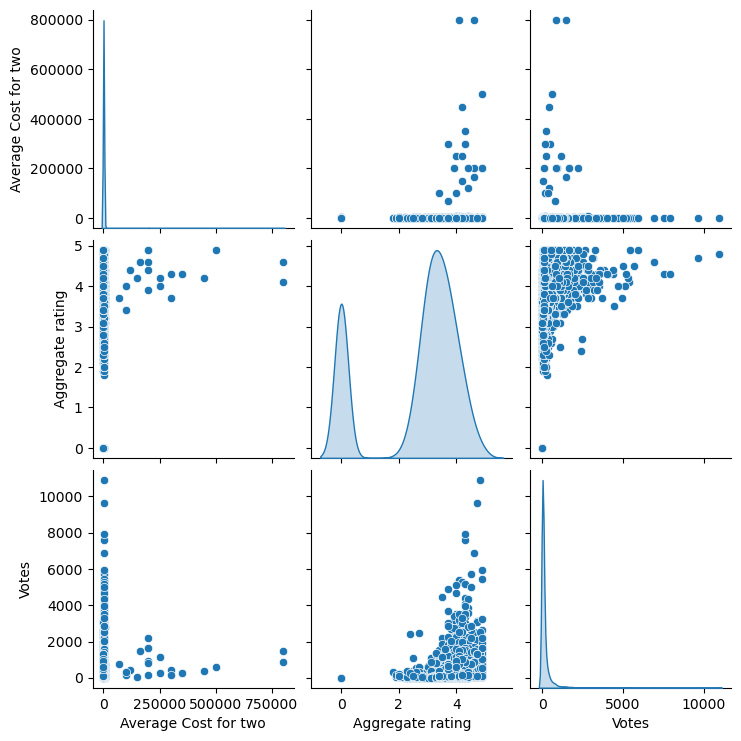 800000
600000
400000
200000
0
Average Cost for two
5
4
3
2
1
0
Aggregate rating
10000
8000
6000
4000
2000
0
Votes
0 250000 500000 750000
Average Cost for two
0 2 4
Aggregate rating
0 5000 10000
Votes